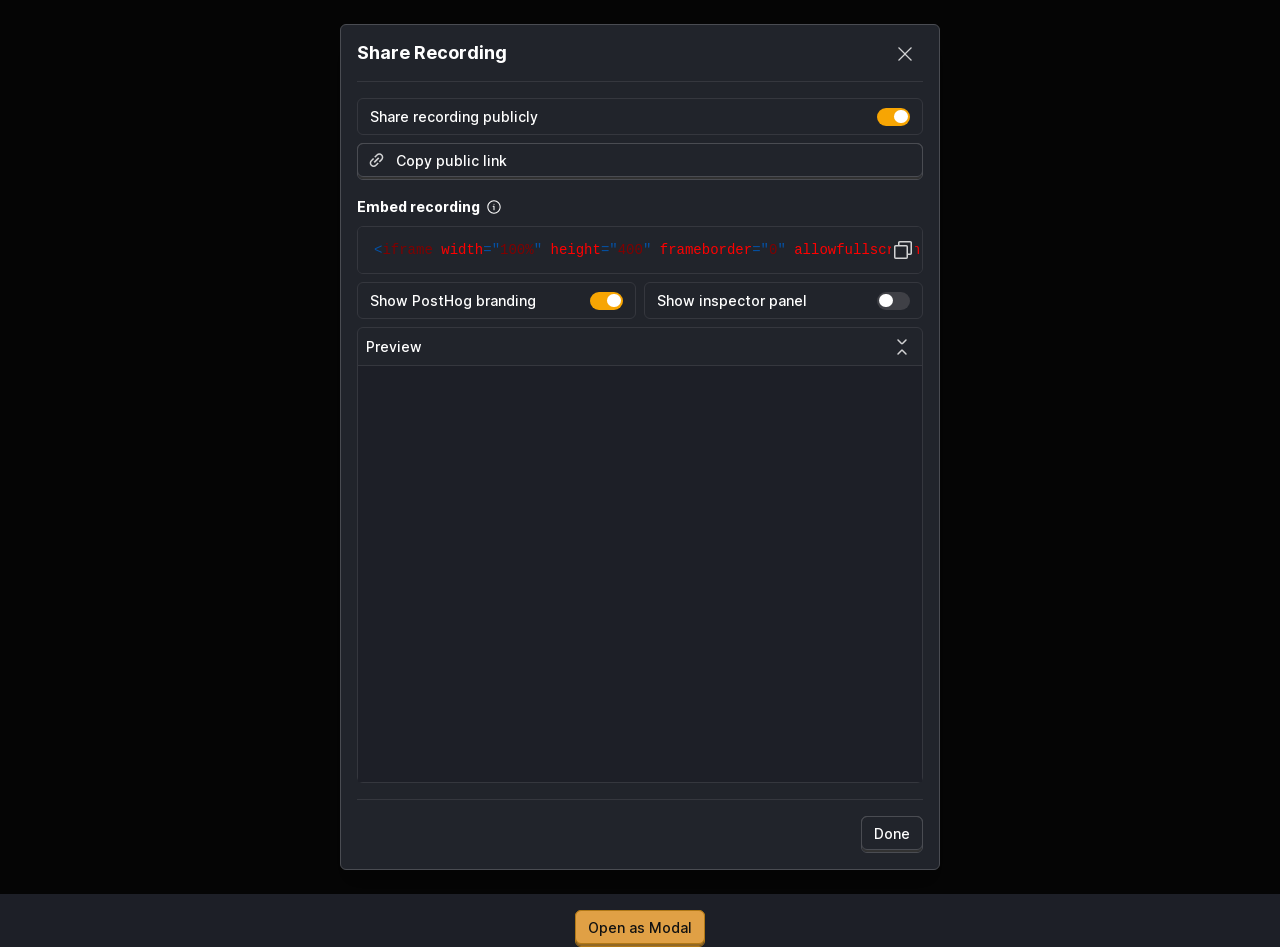 Share Recording
Share recording publicly
Copy public link
Embed recording
<iframe width="100%" height="450" frameborder="0" allowfullscr
Show PostHog branding
Show inspector panel
Preview
Done
Open as Modal